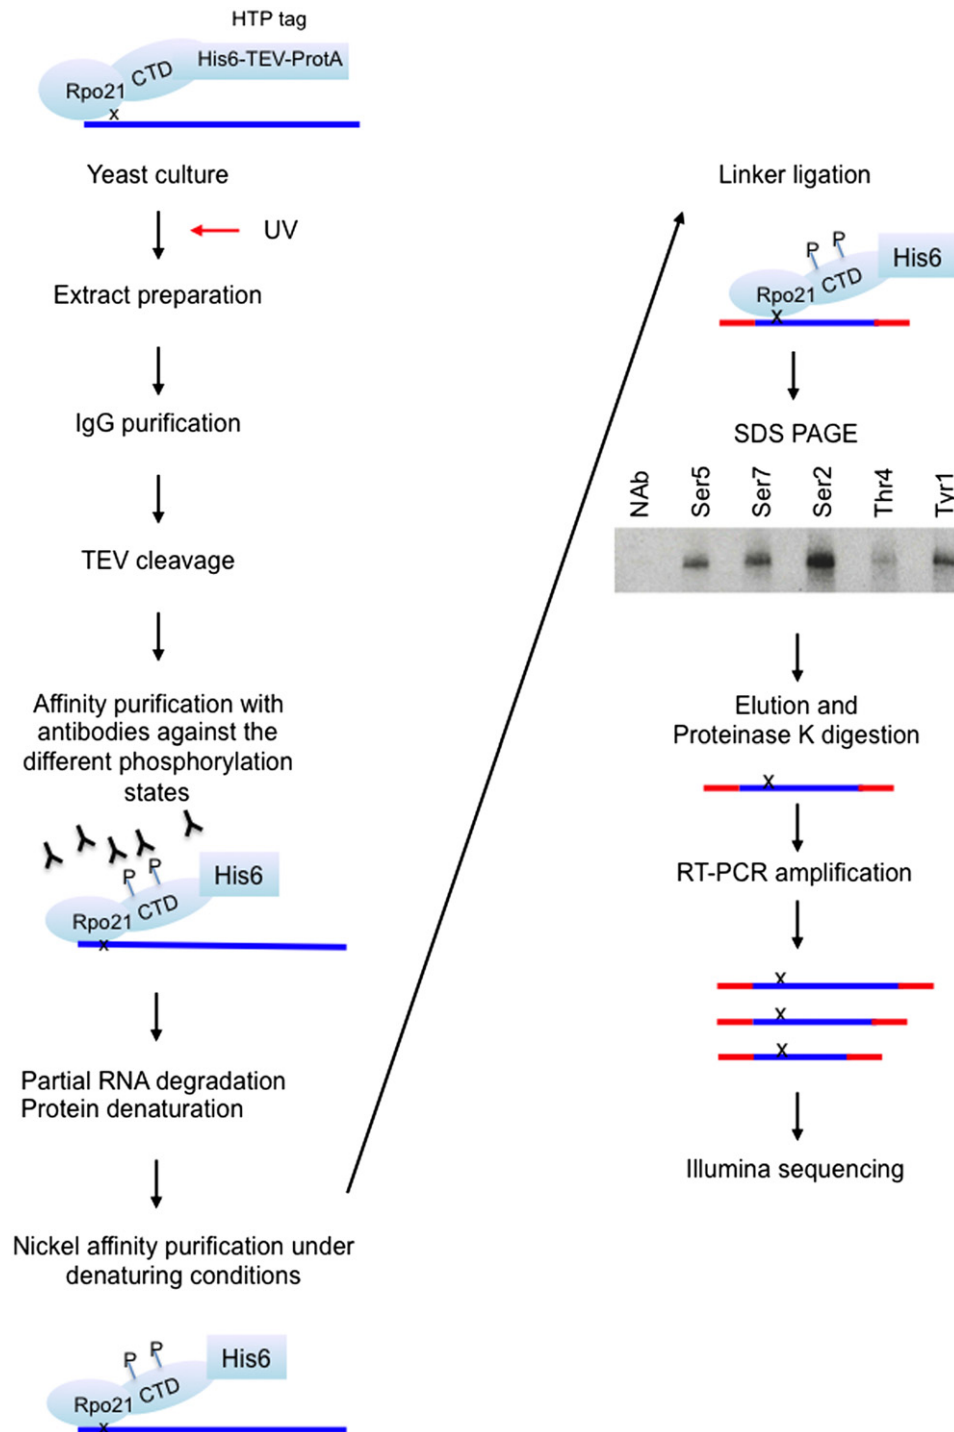 HTP tag
His6-TEV-ProtA
CTD
Rpo21
x
Yeast culture
UV
Extract preparation
IgG purification
TEV cleavage
Affinity purification with
antibodies against the
different phosphorylation
states
P P
His6
CTD
Rpo21
x
Partial RNA degradation
Protein denaturation
Nickel affinity purification under
denaturing conditions
P P
His6
CTD
Rpo21
x
Linker ligation
P P
His6
CTD
Rpo21
x
SDS PAGE
NAb Ser5 Ser7 Ser2 Thr4 Tyr1
Elution and
Proteinase K digestion
x
RT-PCR amplification
x
x
x
Illumina sequencing